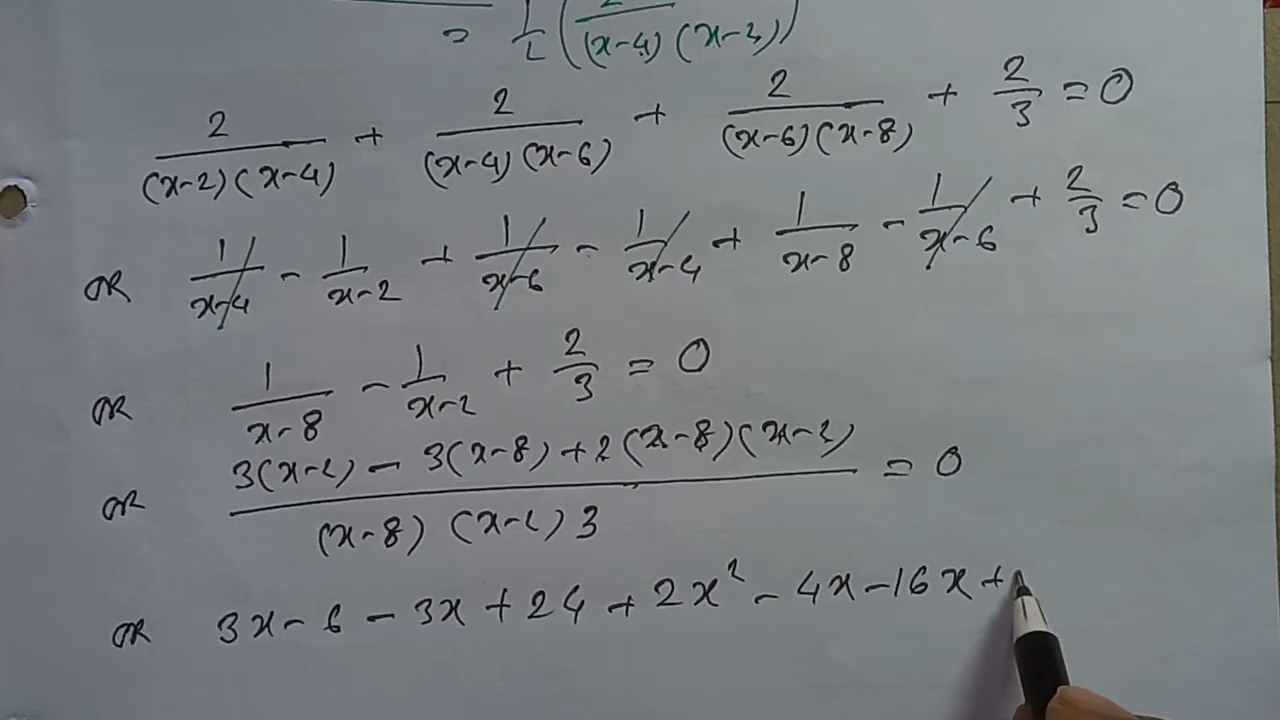 = 1/2 (2/((x-4)(x-3)))
2/((x-2)(x-4)) + 2/((x-4)(x-6)) + 2/((x-6)(x-8)) + 2/3 = 0
OR 1/(x-4) - 1/(x-2) + 1/(x-6) - 1/(x-4) + 1/(x-8) - 1/(x-6) + 2/3 = 0
OR 1/(x-8) - 1/(x-2) + 2/3 = 0
OR (3(x-2) - 3(x-8) + 2(x-8)(x-2))/((x-8)(x-2)3) = 0
OR 3x - 6 - 3x + 24 + 2x² - 4x - 16x +